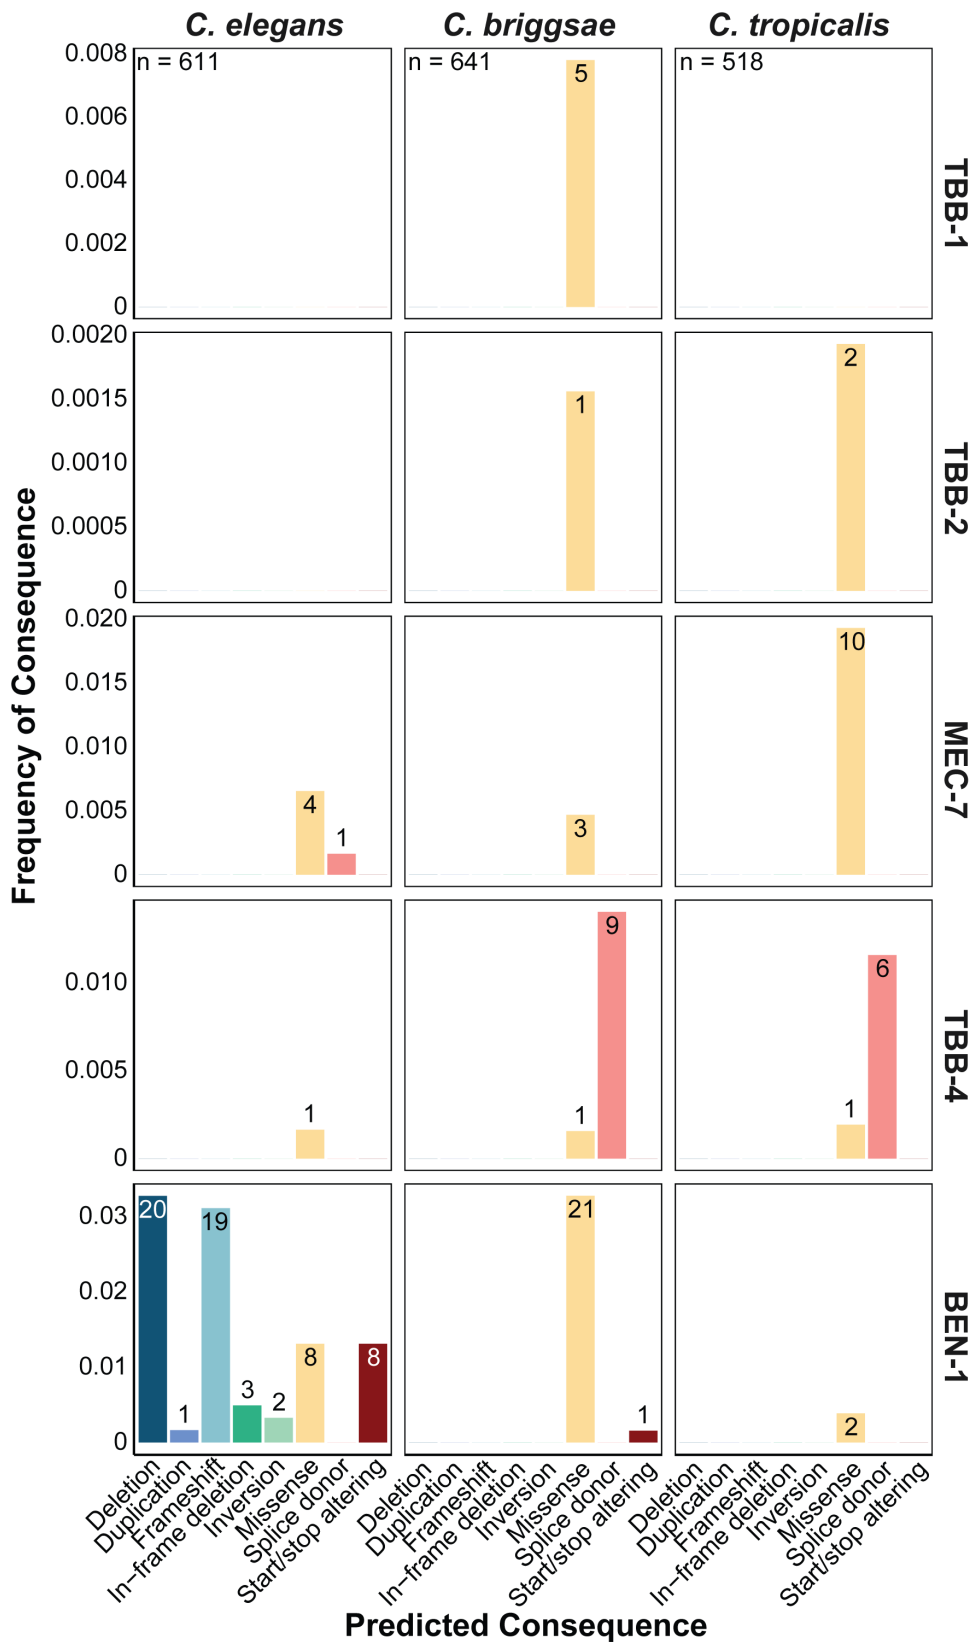 C. elegans C. briggsae C. tropicalis
n = 611 n = 641 n = 518
0.008
0.006
0.004
0.002
0
5
TBB-1
0.0020
0.0015
0.0010
0.0005
0
1
2
TBB-2
0.020
0.015
0.010
0.005
0
4
1
3
10
MEC-7
0.010
0.005
0
1
1
9
1
6
TBB-4
0.03
0.02
0.01
0
20
1
19
3
2
8
8
21
1
2
BEN-1
Frequency of Consequence
Deletion
Duplication
Frameshift
In−frame deletion
Inversion
Missense
Splice donor
Start/stop altering
Deletion
Duplication
Frameshift
In−frame deletion
Inversion
Missense
Splice donor
Start/stop altering
Deletion
Duplication
Frameshift
In−frame deletion
Inversion
Missense
Splice donor
Start/stop altering
Predicted Consequence